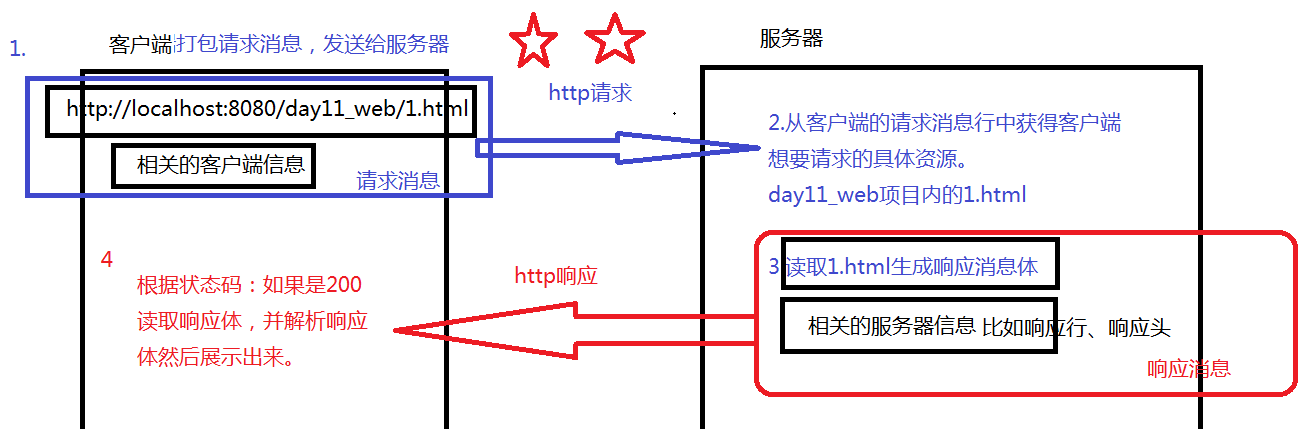 1.
客户端打包请求消息，发送给服务器
服务器
http://localhost:8080/day11_web/1.html
http请求
相关的客户端信息
请求消息
2.从客户端的请求消息行中获得客户端
想要请求的具体资源。
day11_web项目内的1.html
3.读取1.html生成响应消息体
相关的服务器信息 比如响应行、响应头
响应消息
http响应
4
根据状态码：如果是200
读取响应体，并解析响应
体然后展示出来。